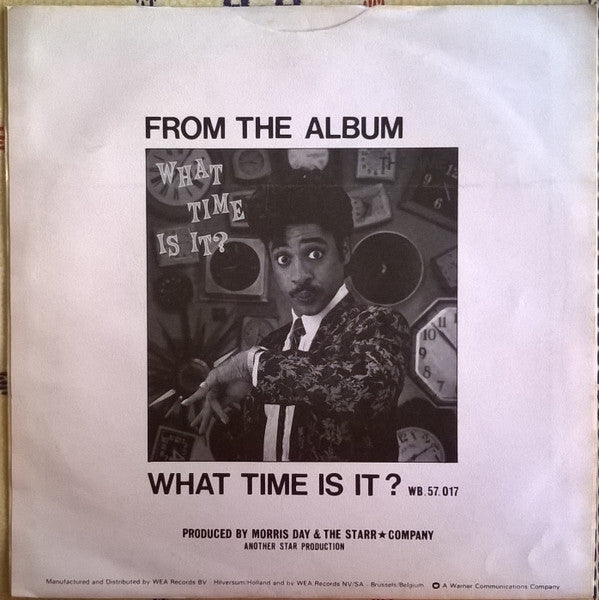 FROM THE ALBUM
WHAT
TIME
IS IT?
WHAT TIME IS IT? WB.57.017
PRODUCED BY MORRIS DAY & THE STARR★COMPANY
ANOTHER STAR PRODUCTION
Manufactured and Distributed by WEA Records BV - Hilversum/Holland and by WEA Records NV/SA - Brussels/Belgium. A Warner Communications Company